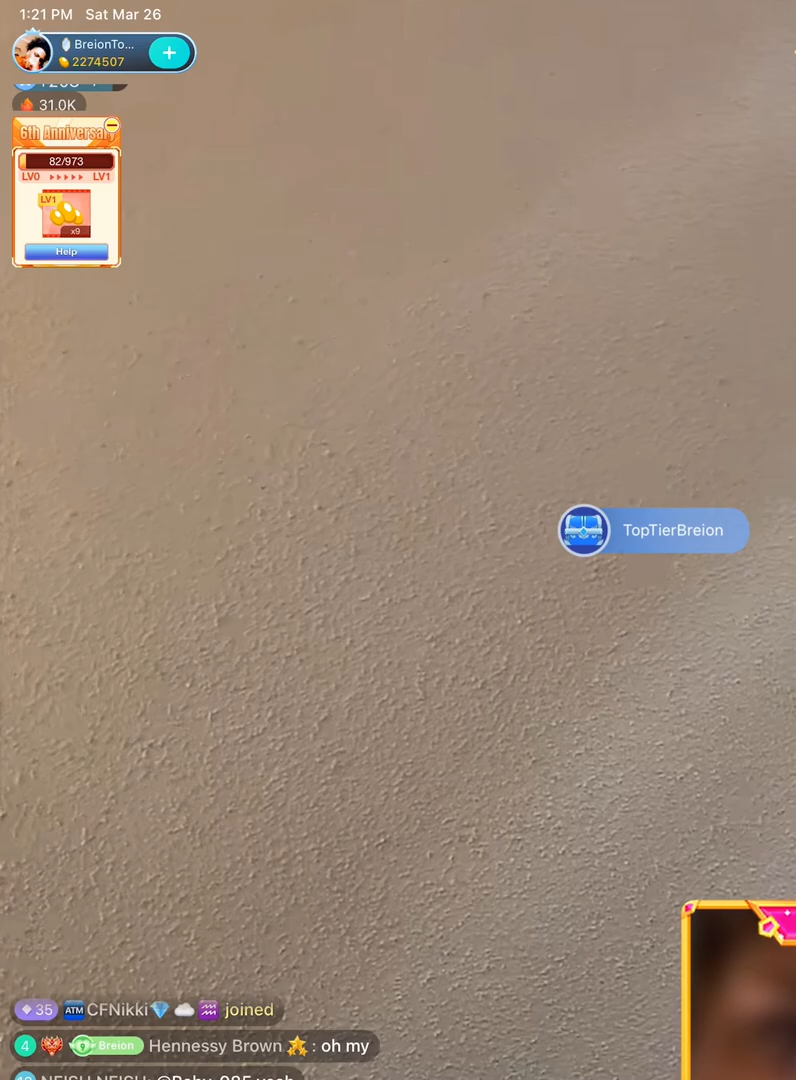 1:21 PM Sat Mar 26
BreionTo...
2274507
31.0K
6th Anniversary
82/973
LV0 LV1
LV1
x9
Help
TopTierBreion
35 ATM CFNikki💎☁️♒ joined
4 Breion Hennessy Brown : oh my